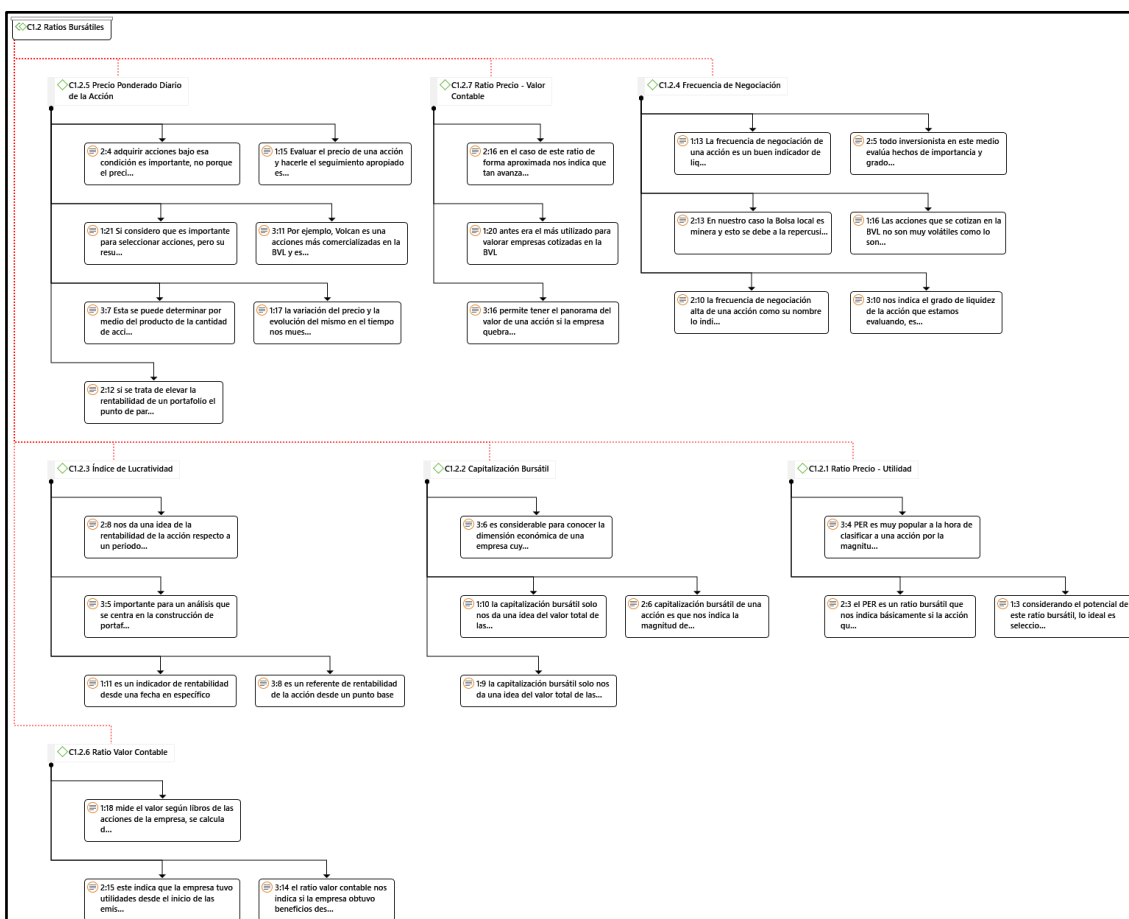 C1.2 Ratios Bursátiles
C1.2.5 Precio Ponderado Diario
de la Acción
2:4 adquirir acciones bajo esa
condición es importante, no porque
el preci...
1:15 Evaluar el precio de una acción
y hacerle el seguimiento apropiado
es...
1:21 Si considero que es importante
para seleccionar acciones, pero su
resu...
3:11 Por ejemplo, Volcan es una
acciones más comercializadas en la
BVL y es...
3:7 Esta se puede determinar por
medio del producto de la cantidad
de acci...
1:17 la variación del precio y la
evolución del mismo en el tiempo
nos mues...
2:12 si se trata de elevar la
rentabilidad de un portafolio el
punto de par...
C1.2.7 Ratio Precio - Valor
Contable
2:16 en el caso de este ratio de
forma aproximada nos indica que
tan avanza...
1:20 antes era el más utilizado para
valorar empresas cotizadas en la
BVL
3:16 permite tener el panorama del
valor de una acción si la empresa
quebra...
C1.2.4 Frecuencia de Negociación
1:13 La frecuencia de negociación
de una acción es un buen indicador
de liq...
2:5 todo inversionista en este medio
evalúa hechos de importancia y
grado...
2:13 En nuestro caso la Bolsa local es
minera y esto se debe a la repercusi...
1:16 Las acciones que se cotizan en la
BVL no son muy volátiles como lo
son...
2:10 la frecuencia de negociación
alta de una acción como su nombre
lo indi...
3:10 nos indica el grado de liquidez
de la acción que estamos
evaluando, es...
C1.2.3 Índice de Lucratividad
2:8 nos da una idea de la
rentabilidad de la acción respecto a
un periodo...
3:5 importante para un análisis que
se centra en la construcción de
portaf...
1:11 es un indicador de rentabilidad
desde una fecha en específico
3:8 es un referente de rentabilidad
de la acción desde un punto base
C1.2.2 Capitalización Bursátil
3:6 es considerable para conocer la
dimensión económica de una
empresa cuy...
1:10 la capitalización bursátil solo
nos da una idea del valor total de
las...
2:6 capitalización bursátil de una
acción es que nos indica la
magnitud de...
1:9 la capitalización bursátil solo nos
da una idea del valor total de las...
C1.2.1 Ratio Precio - Utilidad
3:4 PER es muy popular a la hora de
clasificar a una acción por la
magnitu...
2:3 el PER es un ratio bursátil que
nos indica básicamente si la acción
qu...
1:3 considerando el potencial de
este ratio bursátil, lo ideal es
seleccio...
C1.2.6 Ratio Valor Contable
1:18 mide el valor según libros de las
acciones de la empresa, se calcula
d...
2:15 este indica que la empresa tuvo
utilidades desde el inicio de las
emis...
3:14 el ratio valor contable nos
indica si la empresa obtuvo
beneficios des...